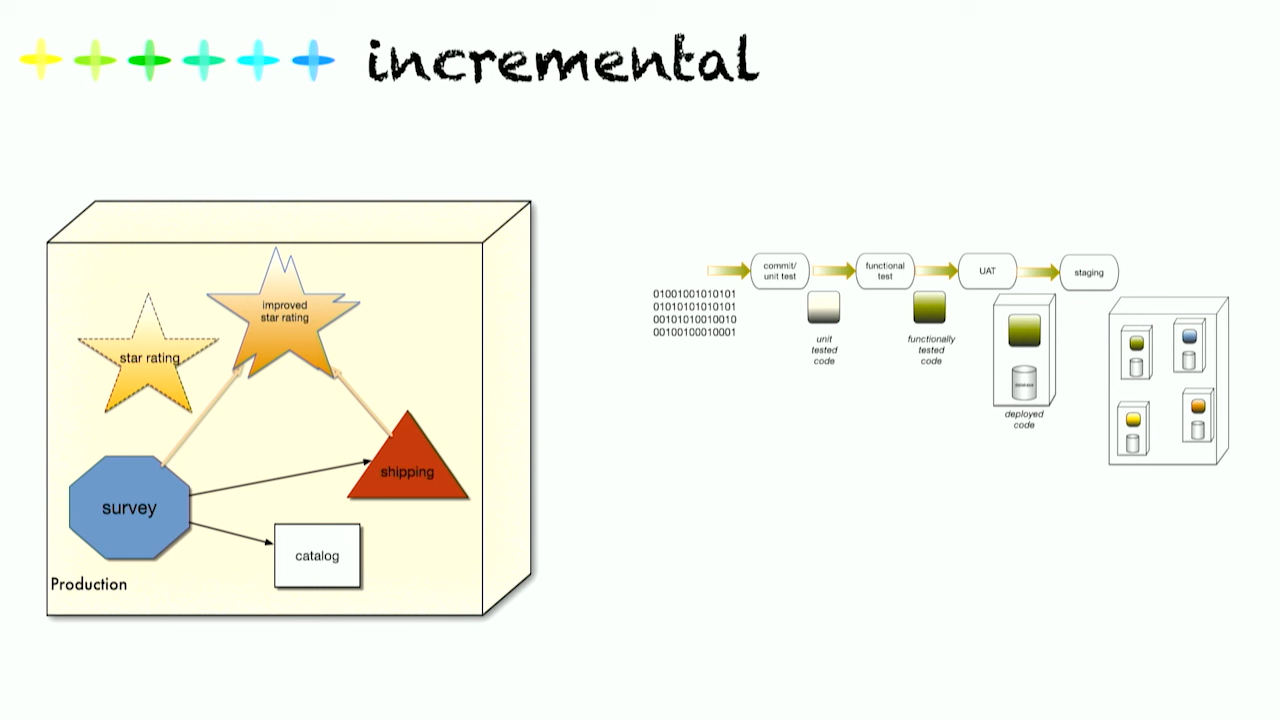 incremental
improved
star rating
star rating
survey
shipping
catalog
Production
commit/
unit test
functional
test
UAT
staging
01001001010101
01010101010101
00101010010010
00100100010001
unit
tested
code
functionally
tested
code
deployed
code